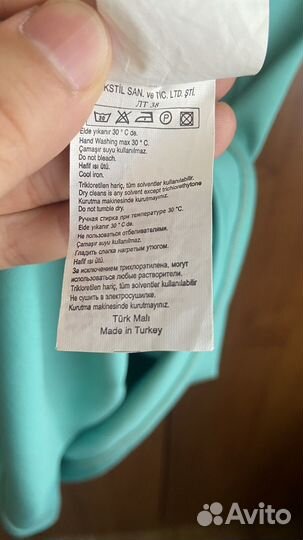 KSTİL SAN. ve TİC. LTD. ŞTİ.
ЛТ 38
Elde yıkanır 30 ° C de.
Hand Washing max 30 ° C.
Çamaşır suyu kullanılmaz.
Do not bleach.
Hafif ısı ütü.
Cool iron.
Trikloretilen hariç, tüm solventler kullanılabilir
Dry cleans is any solvent except trichlorethytone
Kurutma makinesinde kurutmayınız.
Do not tumble dry.
Ручная стирка при температуре 30 °C.
Elde yıkanır 30 ° C de.
Не пользоваться отбеливателями.
Çamaşır suyu kullanılmaz.
Гладить слапка нагретым утюгом.
Hafif ısı ütü.
За исключением трихлорэтилена, могут
использоваться любые растворители.
Trikloretilen hariç, tüm solventler kullanılabilir
Не сушить в электросушилке.
Kurutma makinesinde kurutmayınız.
Türk Malı
Made in Turkey
Avito